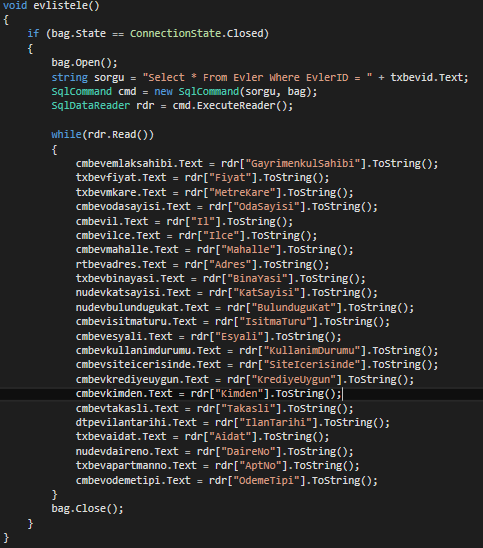 void evlistele()
{
if (bag.State == ConnectionState.Closed)
{
bag.Open();
string sorgu = "Select * From Evler Where EvlerID = " + txbevid.Text;
SqlCommand cmd = new SqlCommand(sorgu, bag);
SqlDataReader rdr = cmd.ExecuteReader();
while(rdr.Read())
{
cmbevemlaksahibi.Text = rdr["GayrimenkulSahibi"].ToString();
txbevfiyat.Text = rdr["Fiyat"].ToString();
txbevmkare.Text = rdr["MetreKare"].ToString();
cmbevodasayisi.Text = rdr["OdaSayisi"].ToString();
cmbevil.Text = rdr["Il"].ToString();
cmbevilce.Text = rdr["Ilce"].ToString();
cmbevmahalle.Text = rdr["Mahalle"].ToString();
rtbevadres.Text = rdr["Adres"].ToString();
txbevbinayasi.Text = rdr["BinaYasi"].ToString();
nudevkatsayisi.Text = rdr["KatSayisi"].ToString();
nudevbulundugukat.Text = rdr["BulunduguKat"].ToString();
cmbevisitmaturu.Text = rdr["IsitmaTuru"].ToString();
cmbevesyali.Text = rdr["Esyali"].ToString();
cmbevkullanimdurumu.Text = rdr["KullanimDurumu"].ToString();
cmbevsiteicerisinde.Text = rdr["SiteIcerisinde"].ToString();
cmbevkrediyeuygun.Text = rdr["KrediyeUygun"].ToString();
cmbevkimden.Text = rdr["Kimden"].ToString();
cmbevtakasli.Text = rdr["Takasli"].ToString();
dtpevilantarihi.Text = rdr["IlanTarihi"].ToString();
txbevaidat.Text = rdr["Aidat"].ToString();
nudevdaireno.Text = rdr["DaireNo"].ToString();
txbevapartmanno.Text = rdr["AptNo"].ToString();
cmbevodemetipi.Text = rdr["OdemeTipi"].ToString();
}
bag.Close();
}
}